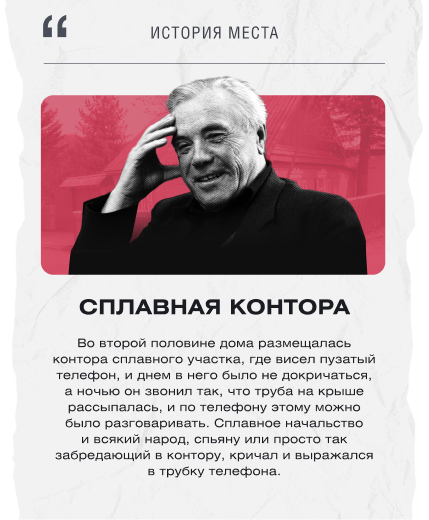 “
ИСТОРИЯ МЕСТА
СПЛАВНАЯ КОНТОРА
Во второй половине дома размещалась
контора сплавного участка, где висел пузатый
телефон, и днем в него было не докричаться,
а ночью он звонил так, что труба на крыше
рассыпалась, и по телефону этому можно
было разговаривать. Сплавное начальство
и всякий народ, спьяну или просто так
забредающий в контору, кричал и выражался
в трубку телефона.